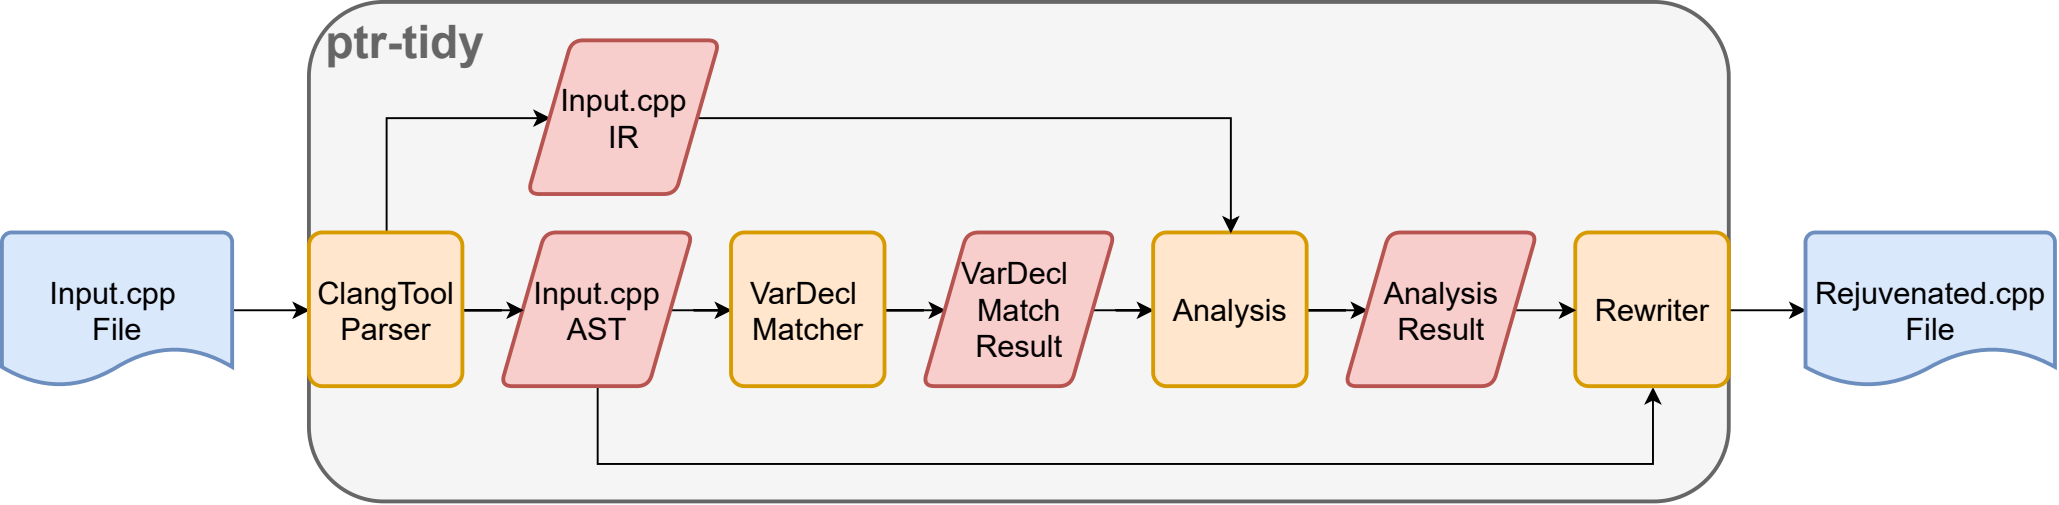 ptr-tidy
Input.cpp
IR
Input.cpp
File
ClangTool
Parser
Input.cpp
AST
VarDecl
Matcher
VarDecl
Match
Result
Analysis
Analysis
Result
Rewriter
Rejuvenated.cpp
File